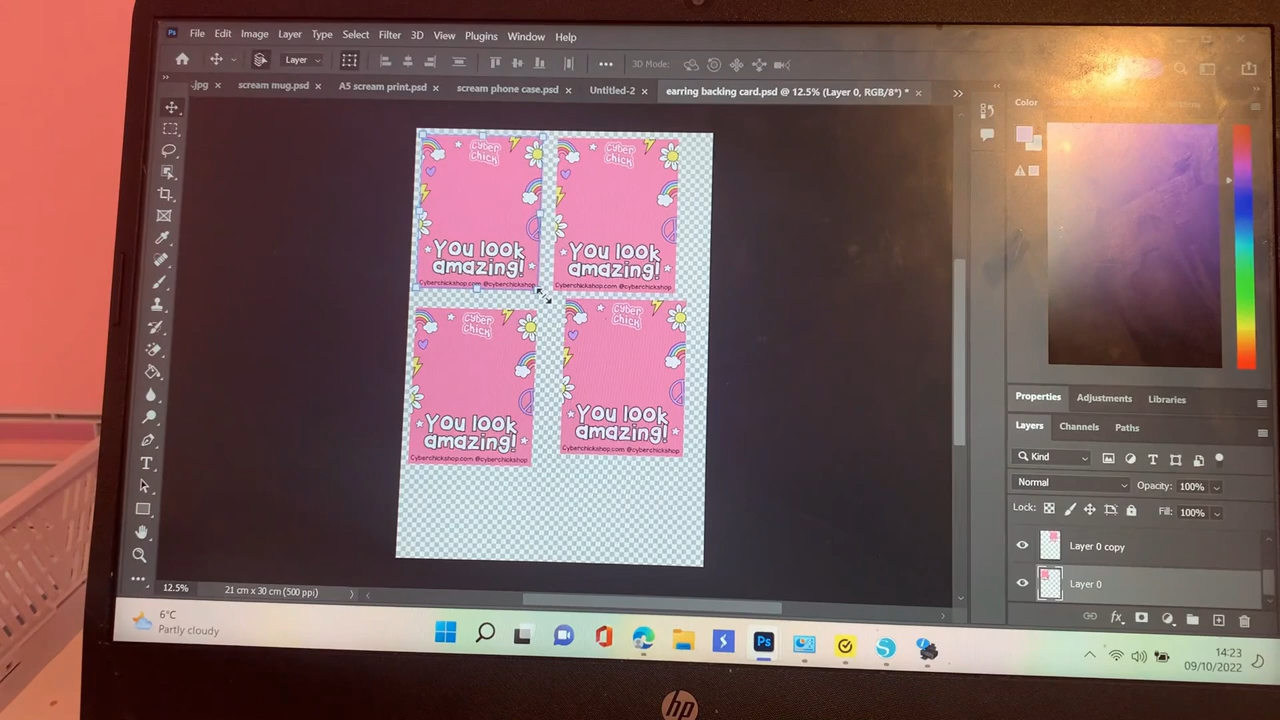 Ps File Edit Image Layer Type Select Filter 3D View Plugins Window Help
Layer 3D Mode:
.jpg × scream mug.psd × A5 scream print.psd × scream phone case.psd × Untitled-2 × earring backing card.psd @ 12.5% (Layer 0, RGB/8*) * ×
Color
Cyber
Chick
You look
amazing!
Cyberchickshop.com @cyberchickshop
Cyber
Chick
You look
amazing!
Cyberchickshop.com @cyberchickshop
Cyber
Chick
You look
amazing!
Cyberchickshop.com @cyberchickshop
Cyber
Chick
You look
amazing!
Cyberchickshop.com @cyberchickshop
Properties Adjustments Libraries
Layers Channels Paths
Kind
Normal Opacity: 100%
Lock: Fill: 100%
Layer 0 copy
Layer 0
fx
12.5% 21 cm x 30 cm (500 ppi)
6°C
Partly cloudy
Ps
14:23
09/10/2022
hp